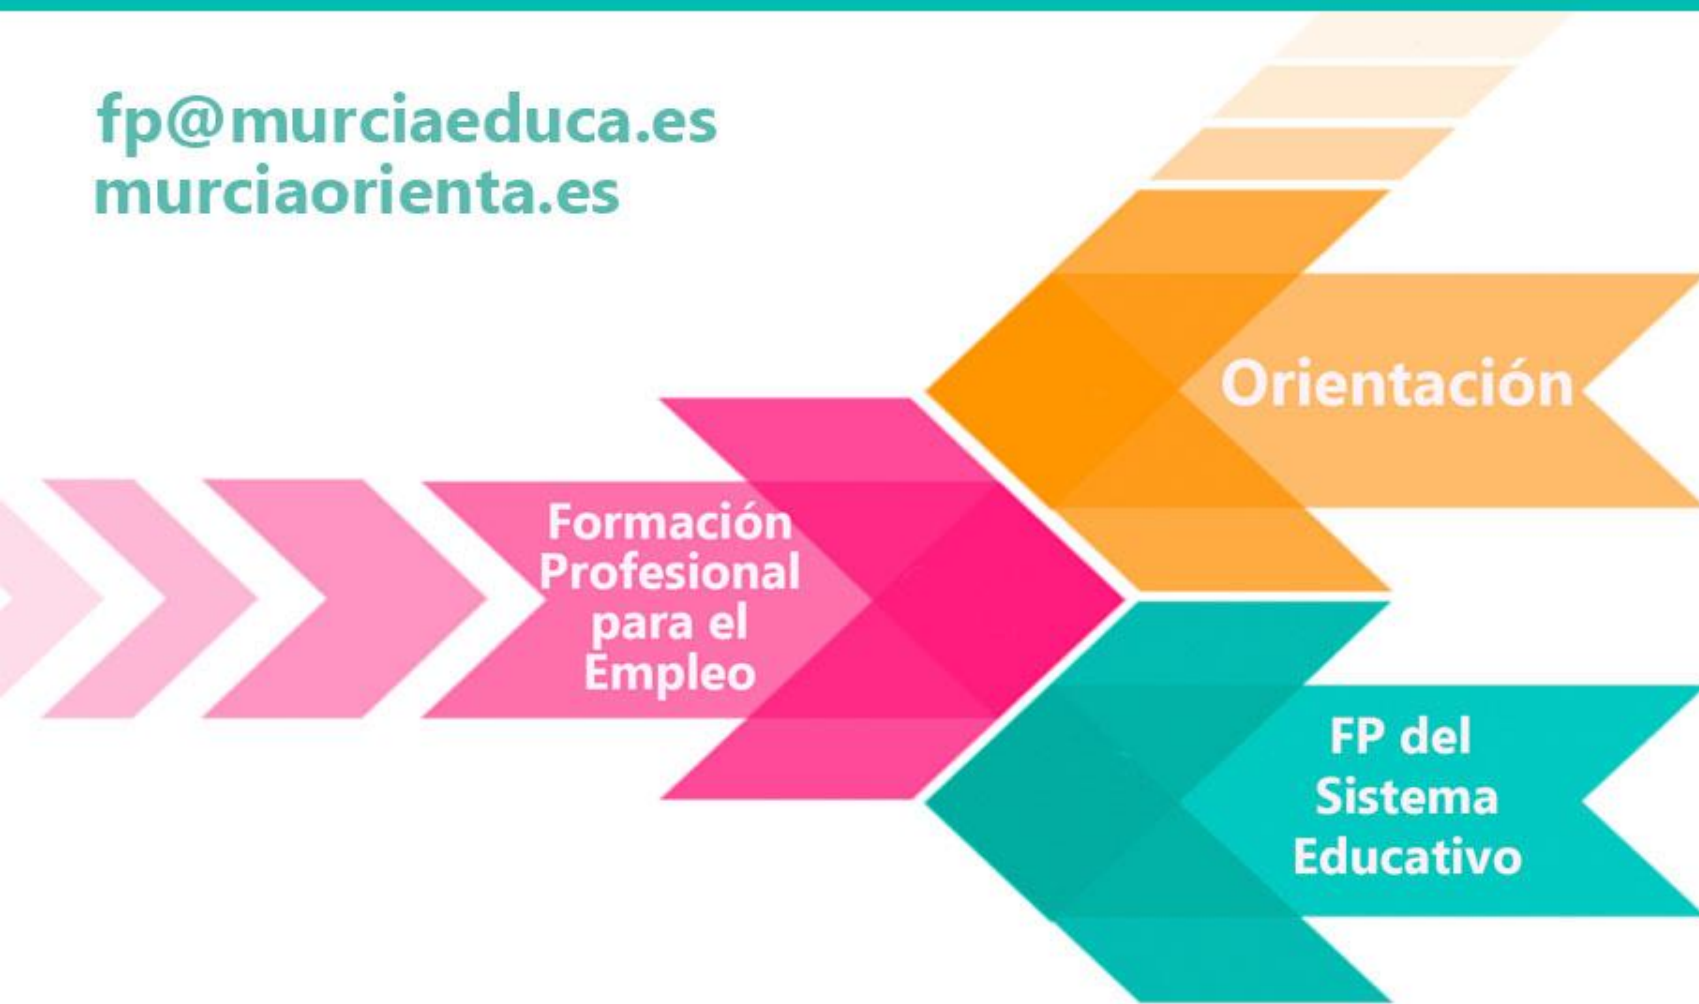 fp@murciaeduca.es
murciaorienta.es
Orientación
Formación
Profesional
para el
Empleo
FP del
Sistema
Educativo